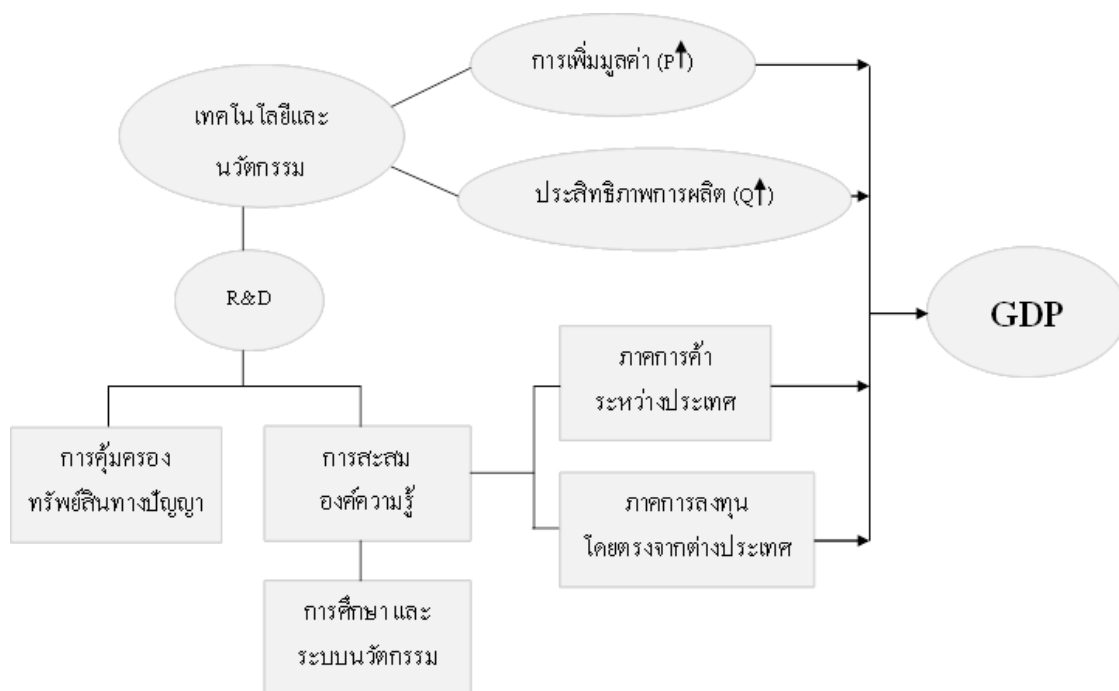 การเพิ่มมูลค่า (P↑)
เทคโนโลยีและ
นวัตกรรม
ประสิทธิภาพการผลิต (Q↑)
R&D
GDP
ภาคการค้า
ระหว่างประเทศ
การคุ้มครอง
ทรัพย์สินทางปัญญา
การสะสม
องค์ความรู้
ภาคการลงทุน
โดยตรงจากต่างประเทศ
การศึกษา และ
ระบบนวัตกรรม